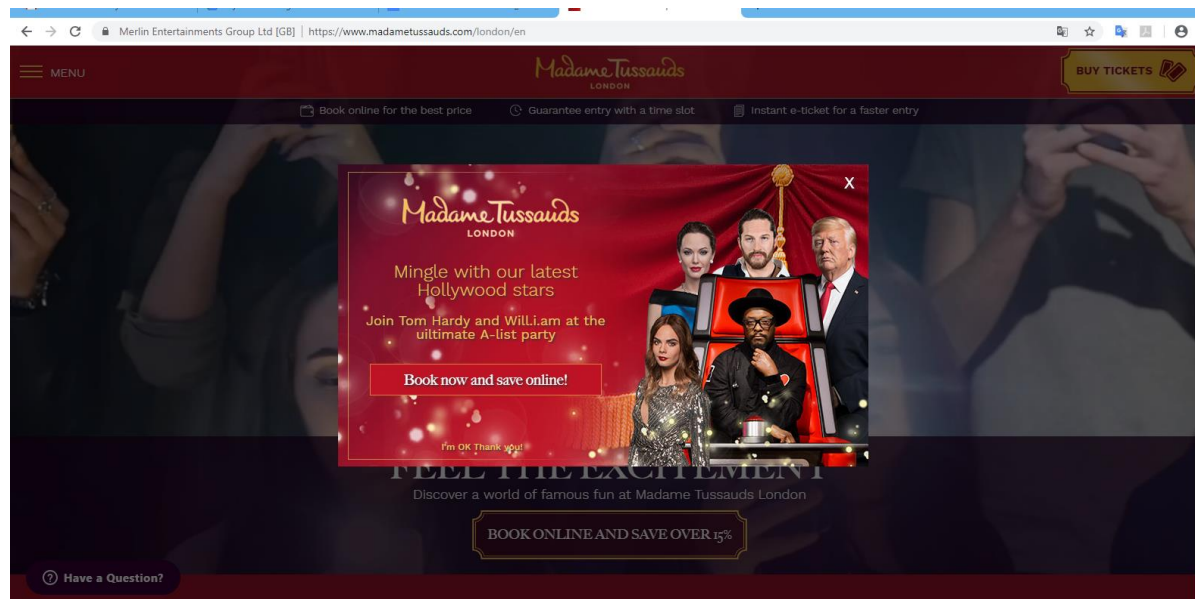 Merlin Entertainments Group Ltd [GB] | https://www.madametussauds.com/london/en
MENU
Madame Tussauds
LONDON
BUY TICKETS
Book online for the best price
Guarantee entry with a time slot
Instant e-ticket for a faster entry
X
Madame Tussauds
LONDON
Mingle with our latest
Hollywood stars
Join Tom Hardy and Will.i.am at the
uiltimate A-list party
Book now and save online!
I'm OK Thank you!
FEEL THE EXCITEMENT
Discover a world of famous fun at Madame Tussauds London
BOOK ONLINE AND SAVE OVER 15%
Have a Question?